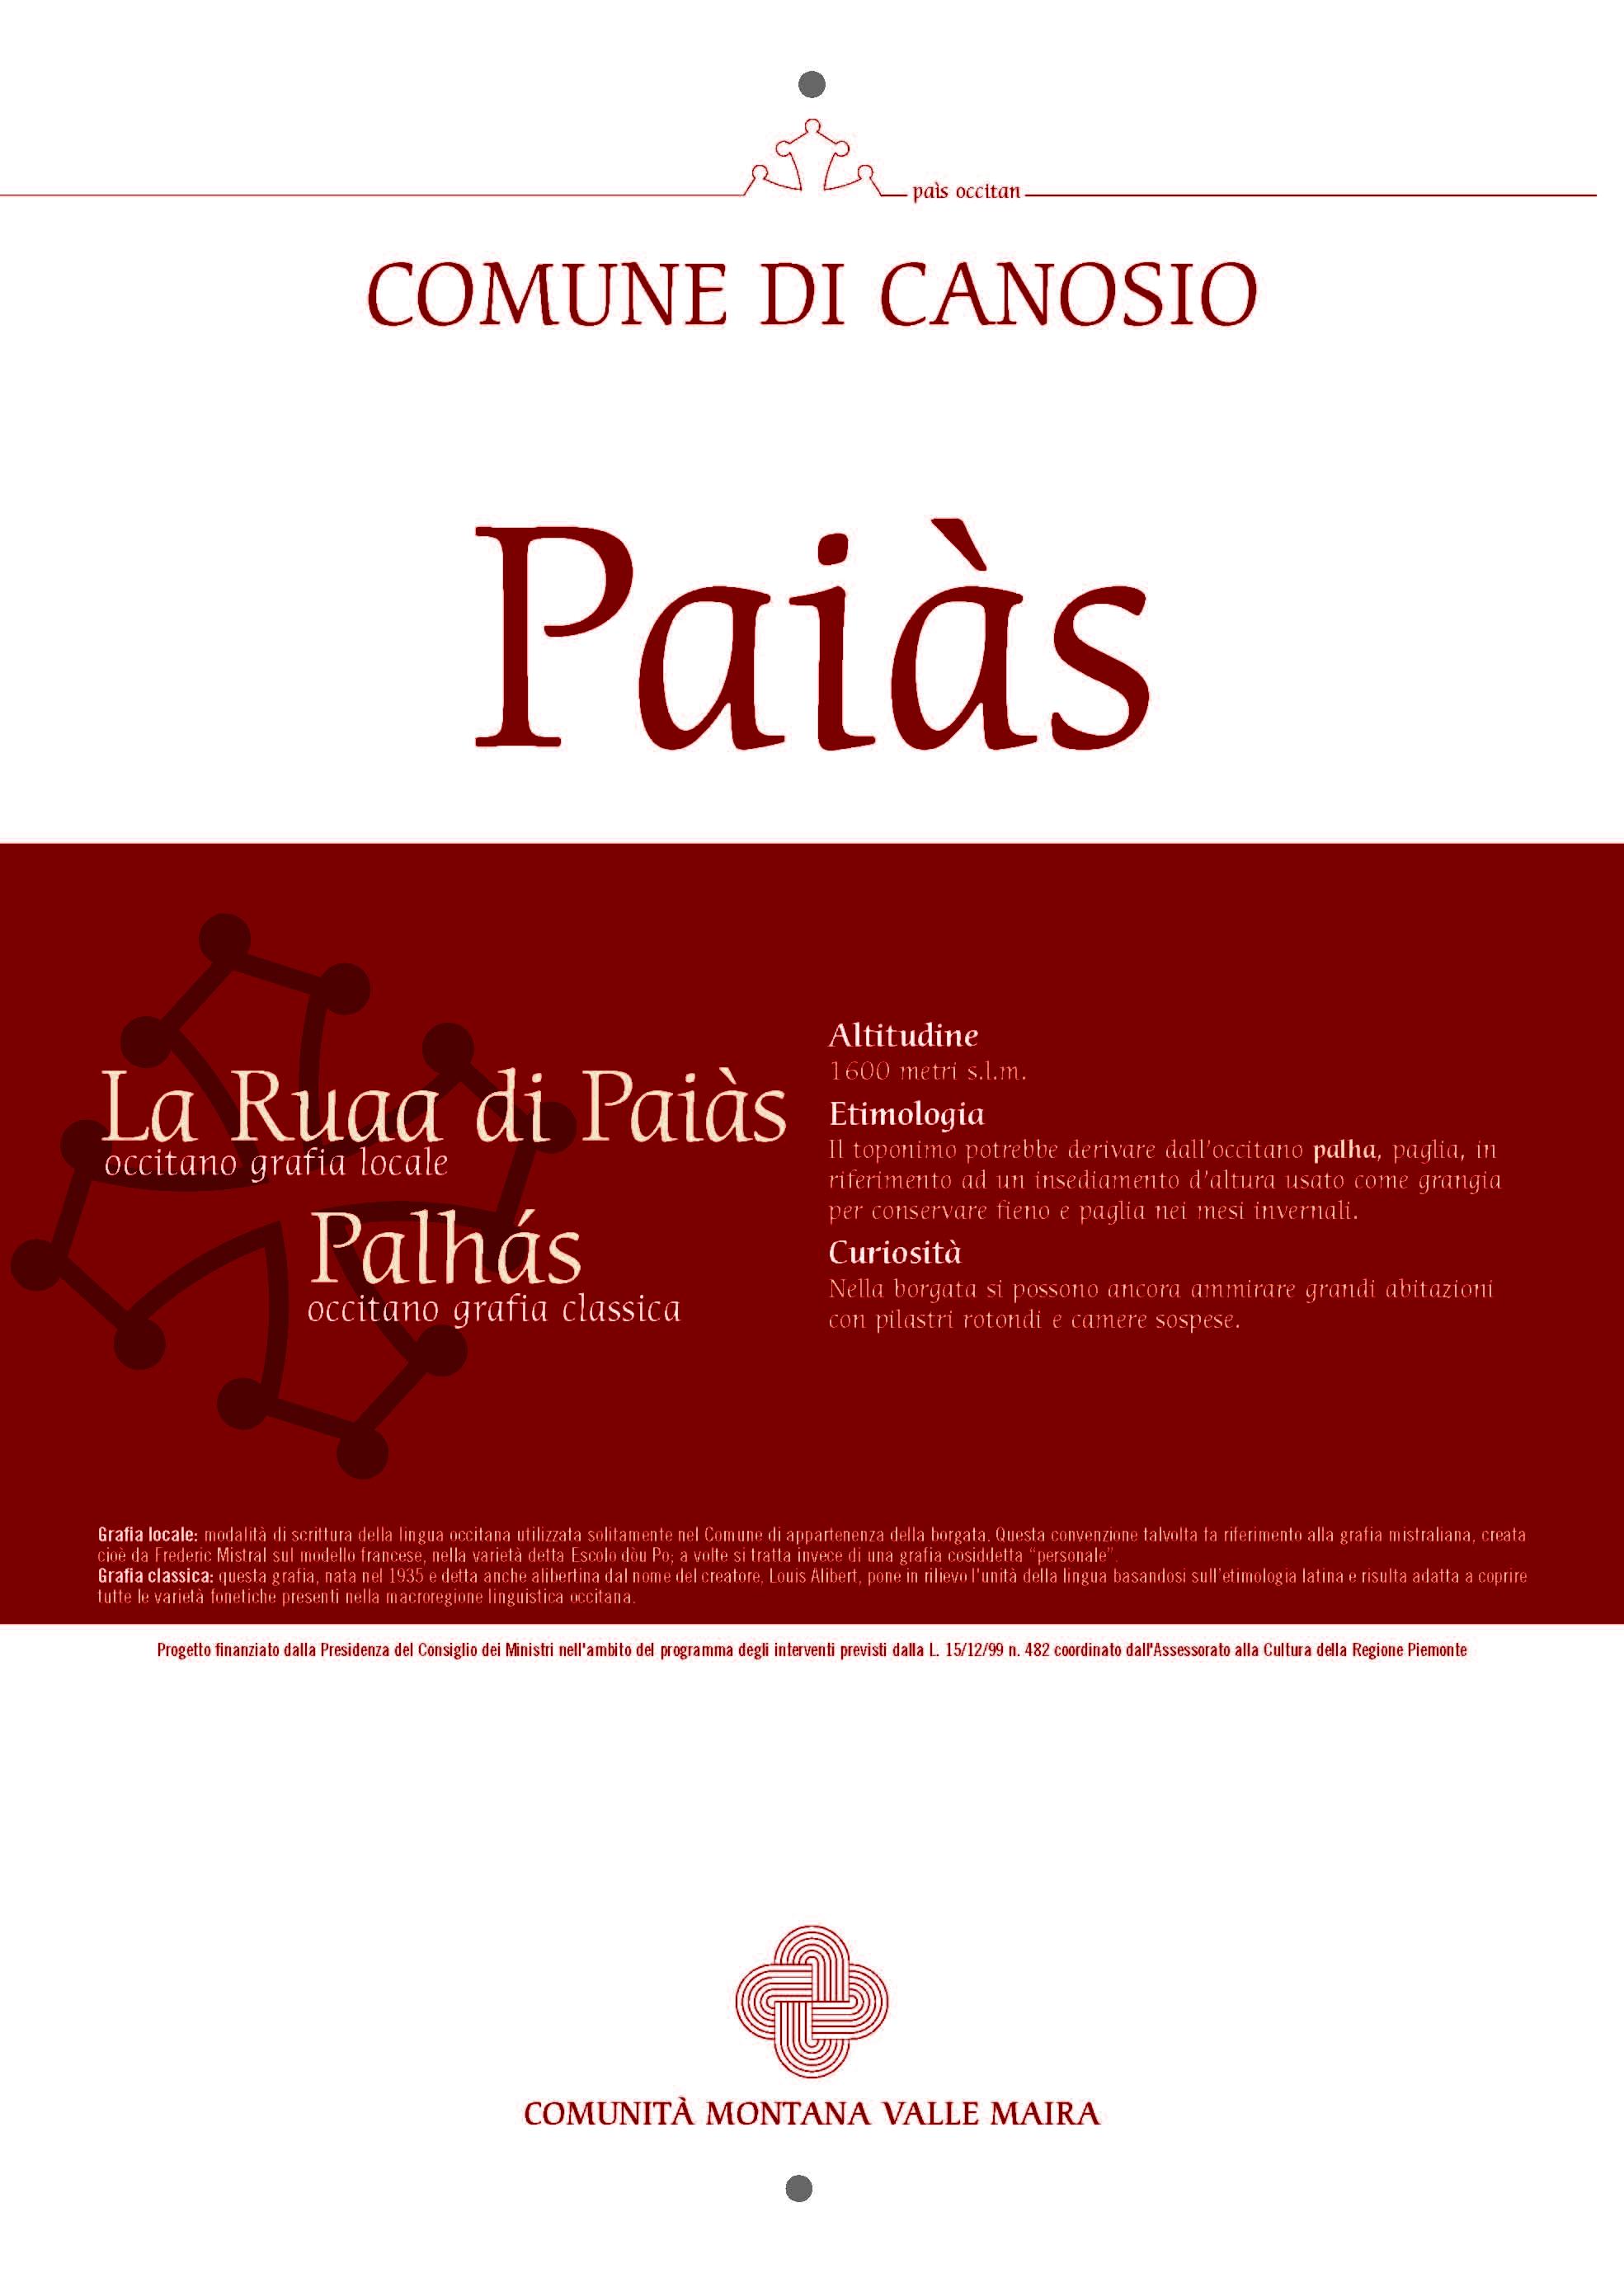 païs occitan
COMUNE DI CANOSIO
Paiàs
La Ruaa di Paiàs
occitano grafia locale
Palhás
occitano grafia classica
Altitudine
1600 metri s.l.m.
Etimologia
Il toponimo potrebbe derivare dall'occitano palha, paglia, in
riferimento ad un insediamento d'altura usato come grangia
per conservare fieno e paglia nei mesi invernali.
Curiosità
Nella borgata si possono ancora ammirare grandi abitazioni
con pilastri rotondi e camere sospese.
Grafia locale: modalità di scrittura della lingua occitana utilizzata solitamente nel Comune di appartenenza della borgata. Questa convenzione talvolta fa riferimento alla grafia mistraliana, creata
cioè da Frederic Mistral sul modello francese, nella varietà detta Escolo dòu Po; a volte si tratta invece di una grafia cosiddetta "personale".
Grafia classica: questa grafia, nata nel 1935 e detta anche alibertina dal nome del creatore, Louis Alibert, pone in rilievo l'unità della lingua basandosi sull'etimologia latina e risulta adatta a coprire
tutte le varietà fonetiche presenti nella macroregione linguistica occitana.
Progetto finanziato dalla Presidenza del Consiglio dei Ministri nell'ambito del programma degli interventi previsti dalla L. 15/12/99 n. 482 coordinato dall'Assessorato alla Cultura della Regione Piemonte
COMUNITÀ MONTANA VALLE MAIRA